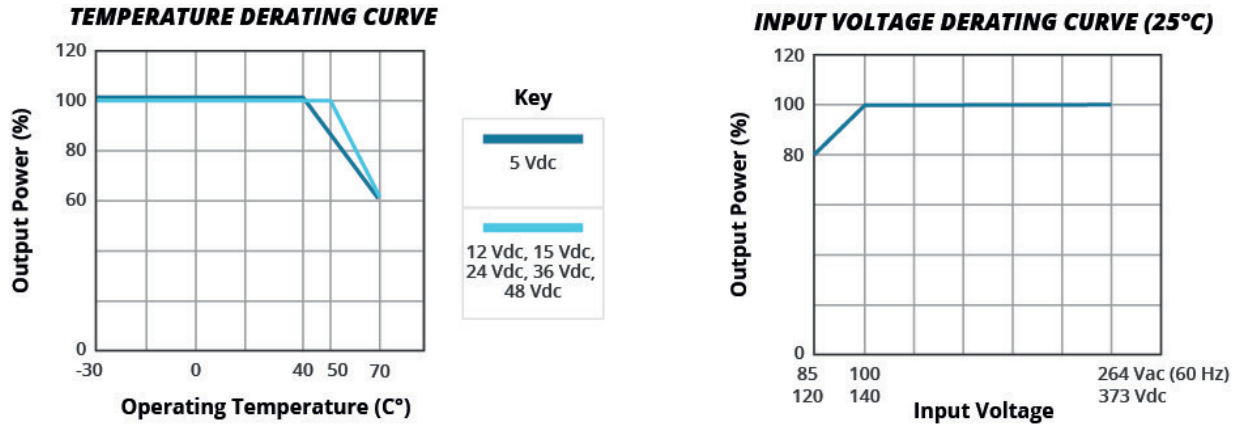 TEMPERATURE DERATING CURVE
120
100
80
60
0
-30 0 40 50 70
Output Power (%)
Operating Temperature (C°)
Key
5 Vdc
12 Vdc, 15 Vdc,
24 Vdc, 36 Vdc,
48 Vdc
INPUT VOLTAGE DERATING CURVE (25°C)
120
100
80
0
Output Power (%)
85 100 264 Vac (60 Hz)
120 140 373 Vdc
Input Voltage